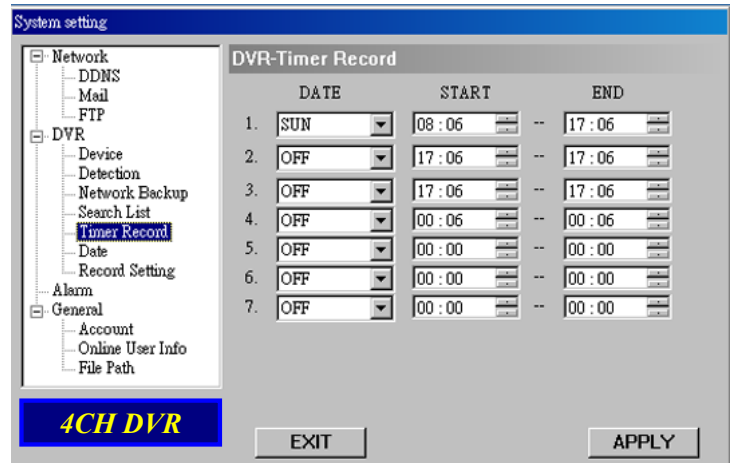 System setting
Network
DDNS
Mail
FTP
DVR
Device
Detection
Network Backup
Search List
Timer Record
Date
Record Setting
Alarm
General
Account
Online User Info
File Path
4CH DVR
DVR-Timer Record
DATE START END
1. SUN 08 : 06 -- 17 : 06
2. OFF 17 : 06 -- 17 : 06
3. OFF 17 : 06 -- 17 : 06
4. OFF 00 : 06 -- 00 : 06
5. OFF 00 : 00 -- 00 : 00
6. OFF 00 : 00 -- 00 : 00
7. OFF 00 : 00 -- 00 : 00
EXIT APPLY